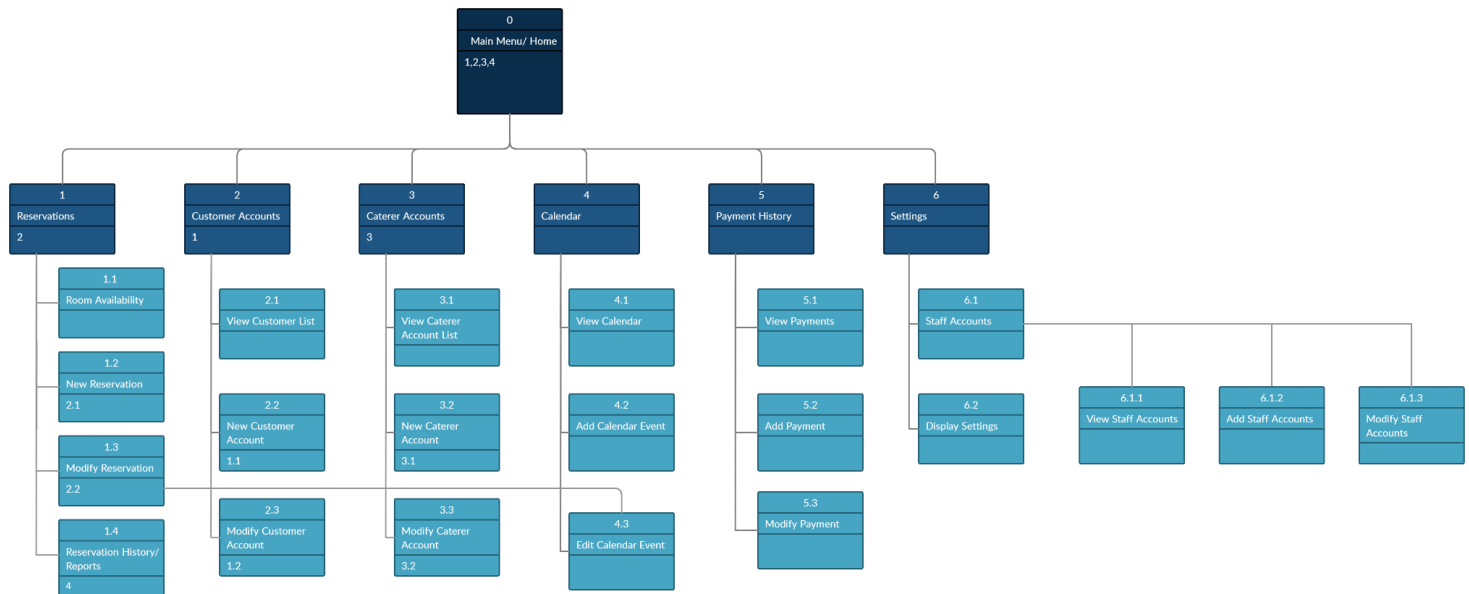 0
Main Menu/ Home
1,2,3,4
1
Reservations
2
2
Customer Accounts
1
3
Caterer Accounts
3
4
Calendar
5
Payment History
6
Settings
1.1
Room Availability
1.2
New Reservation
2.1
1.3
Modify Reservation
2.2
1.4
Reservation History/
Reports
4
2.1
View Customer List
2.2
New Customer
Account
1.1
2.3
Modify Customer
Account
1.2
3.1
View Caterer
Account List
3.2
New Caterer
Account
3.1
3.3
Modify Caterer
Account
3.2
4.1
View Calendar
4.2
Add Calendar Event
4.3
Edit Calendar Event
5.1
View Payments
5.2
Add Payment
5.3
Modify Payment
6.1
Staff Accounts
6.2
Display Settings
6.1.1
View Staff Accounts
6.1.2
Add Staff Accounts
6.1.3
Modify Staff
Accounts